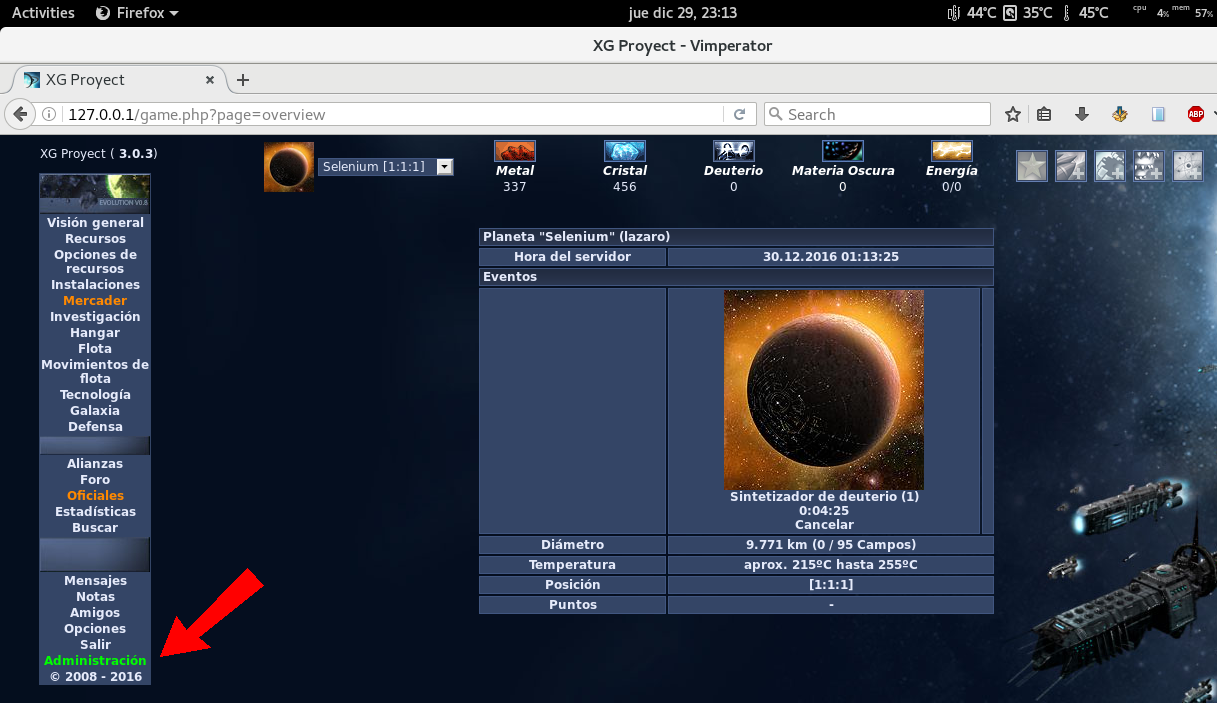 Activities
Firefox
jue dic 29, 23:13
44℃
35℃
45℃
cpu 4% mem 57%
XG Proyect - Vimperator
XG Proyect
127.0.0.1/game.php?page=overview
Search
ABP
XG Proyect ( 3.0.3)
EVOLUTION V0.8
Selenium [1:1:1]
Metal
337
Cristal
456
Deuterio
0
Materia Oscura
0
Energía
0/0
Visión general
Recursos
Opciones de
recursos
Instalaciones
Mercader
Investigación
Hangar
Flota
Movimientos de
flota
Tecnología
Galaxia
Defensa
Alianzas
Foro
Oficiales
Estadísticas
Buscar
Mensajes
Notas
Amigos
Opciones
Salir
Administración
© 2008 - 2016
Planeta "Selenium" (lazaro)
Hora del servidor 30.12.2016 01:13:25
Eventos
Sintetizador de deuterio (1)
0:04:25
Cancelar
Diámetro 9.771 km (0 / 95 Campos)
Temperatura aprox. 215ºC hasta 255ºC
Posición [1:1:1]
Puntos -